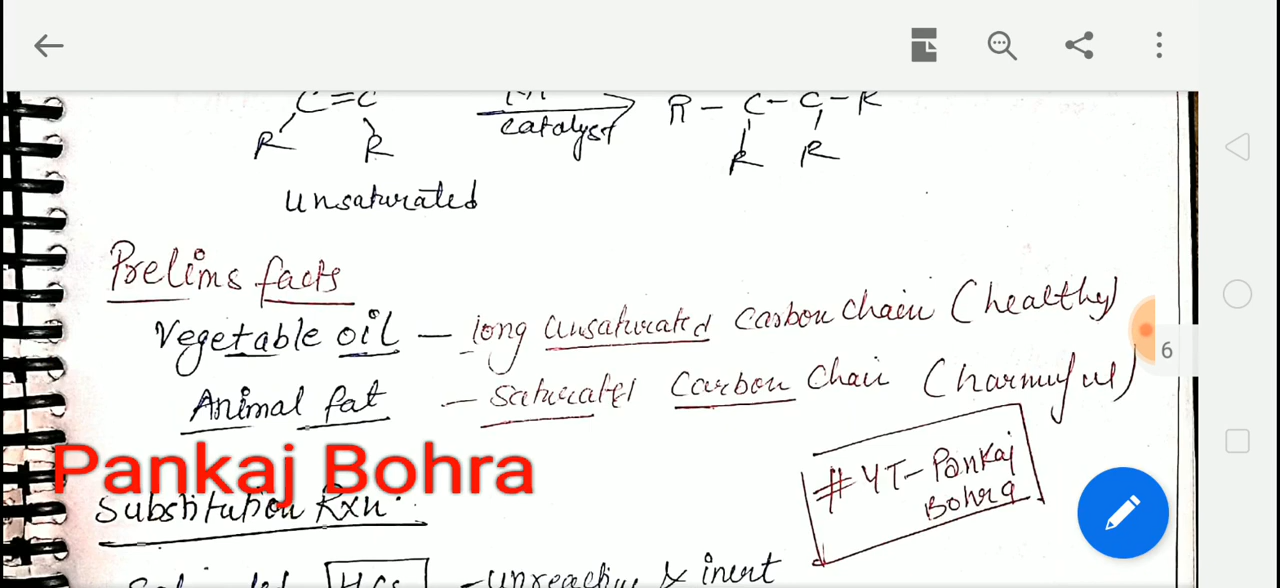 C=C
R R
catalyst
R - C - C - R
R R
Unsaturated
Prelims facts
Vegetable oil - long unsaturated carbon chain (healthy)
Animal fat - saturated carbon chain (harmuful)
6
Pankaj Bohra
#YT-Pankaj
Bohra
Substitution Rxn.
HCs - unreactive & inert